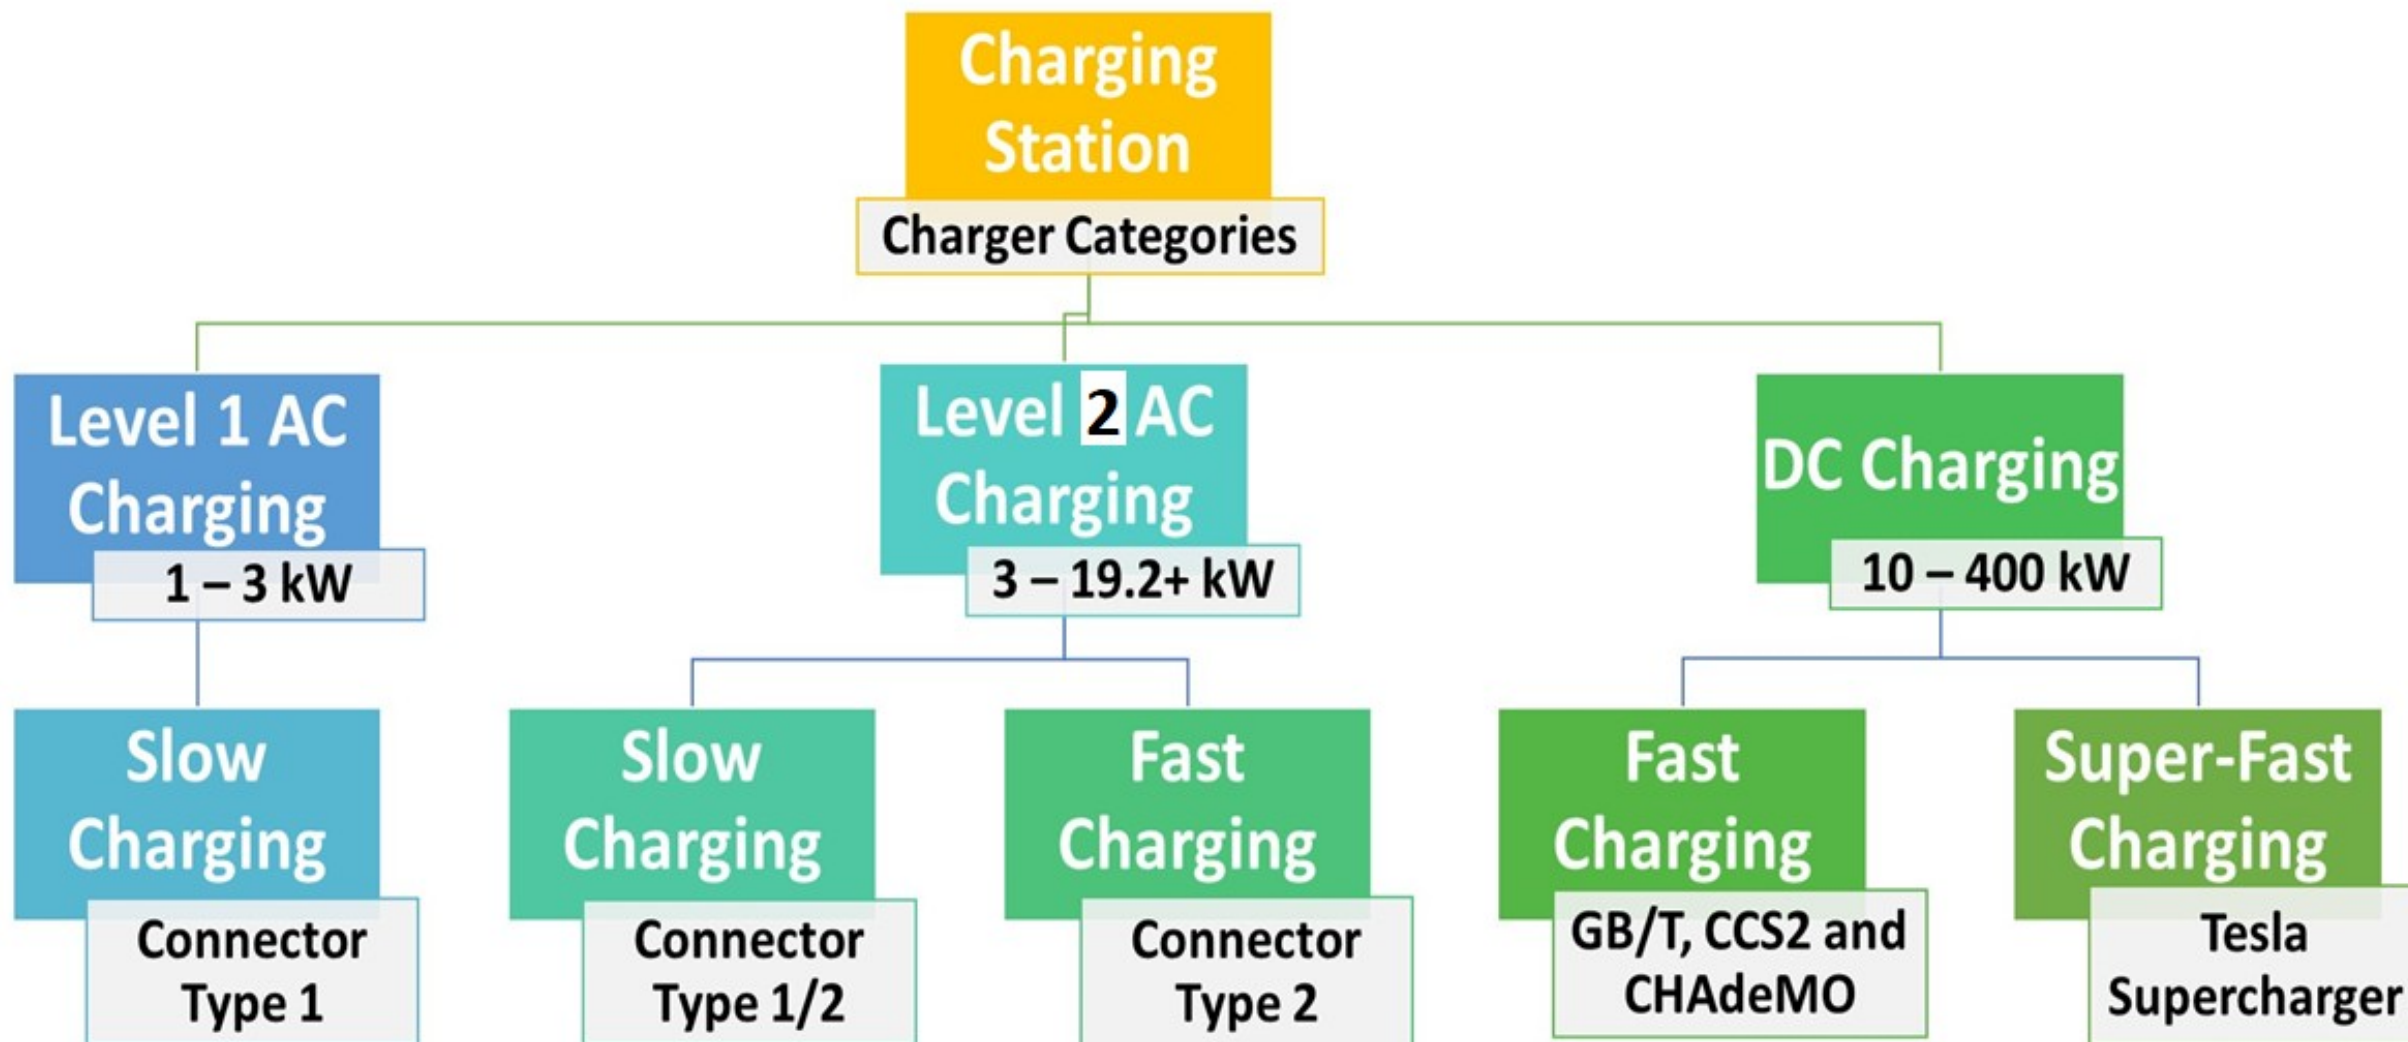 Charging
Station
Charger Categories
Level 1 AC
Charging
1 – 3 kW
Level 2 AC
Charging
3 – 19.2+ kW
DC Charging
10 – 400 kW
Slow
Charging
Connector
Type 1
Slow
Charging
Connector
Type 1/2
Fast
Charging
Connector
Type 2
Fast
Charging
GB/T, CCS2 and
CHAdeMO
Super-Fast
Charging
Tesla
Supercharger